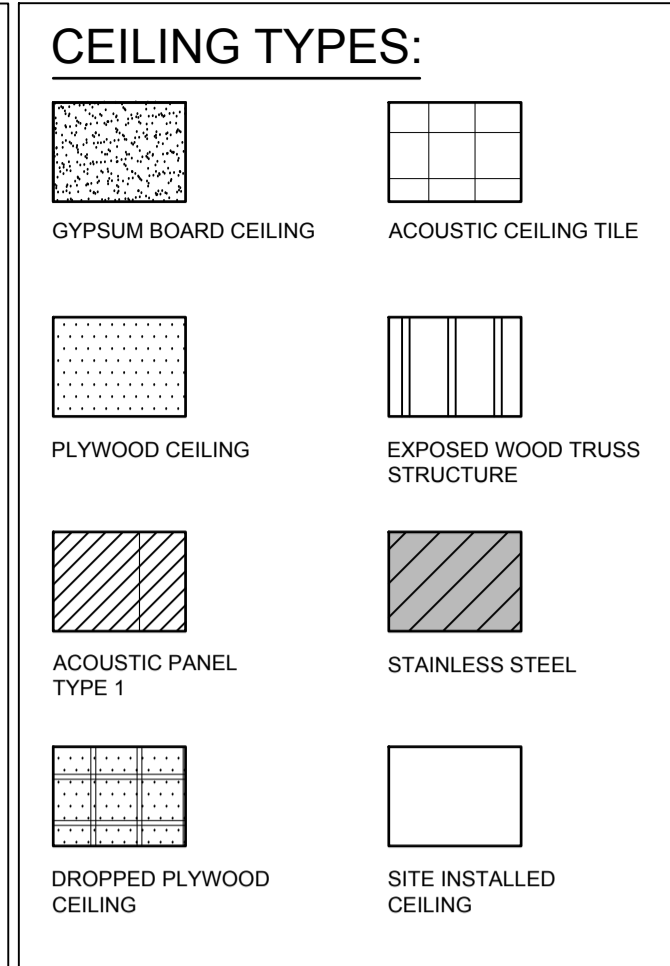 CEILING TYPES:
GYPSUM BOARD CEILING
ACOUSTIC CEILING TILE
PLYWOOD CEILING
EXPOSED WOOD TRUSS
STRUCTURE
ACOUSTIC PANEL
TYPE 1
STAINLESS STEEL
DROPPED PLYWOOD
CEILING
SITE INSTALLED
CEILING